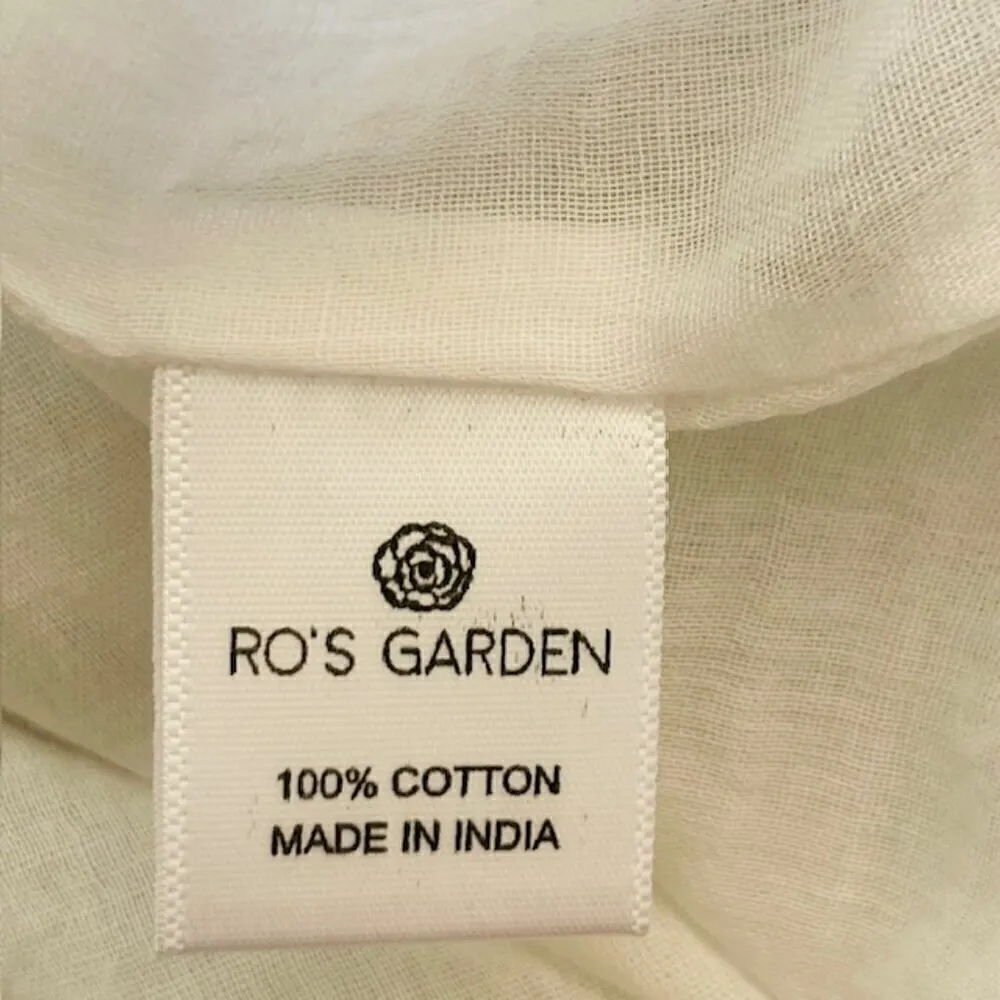 RO'S GARDEN
100% COTTON
MADE IN INDIA